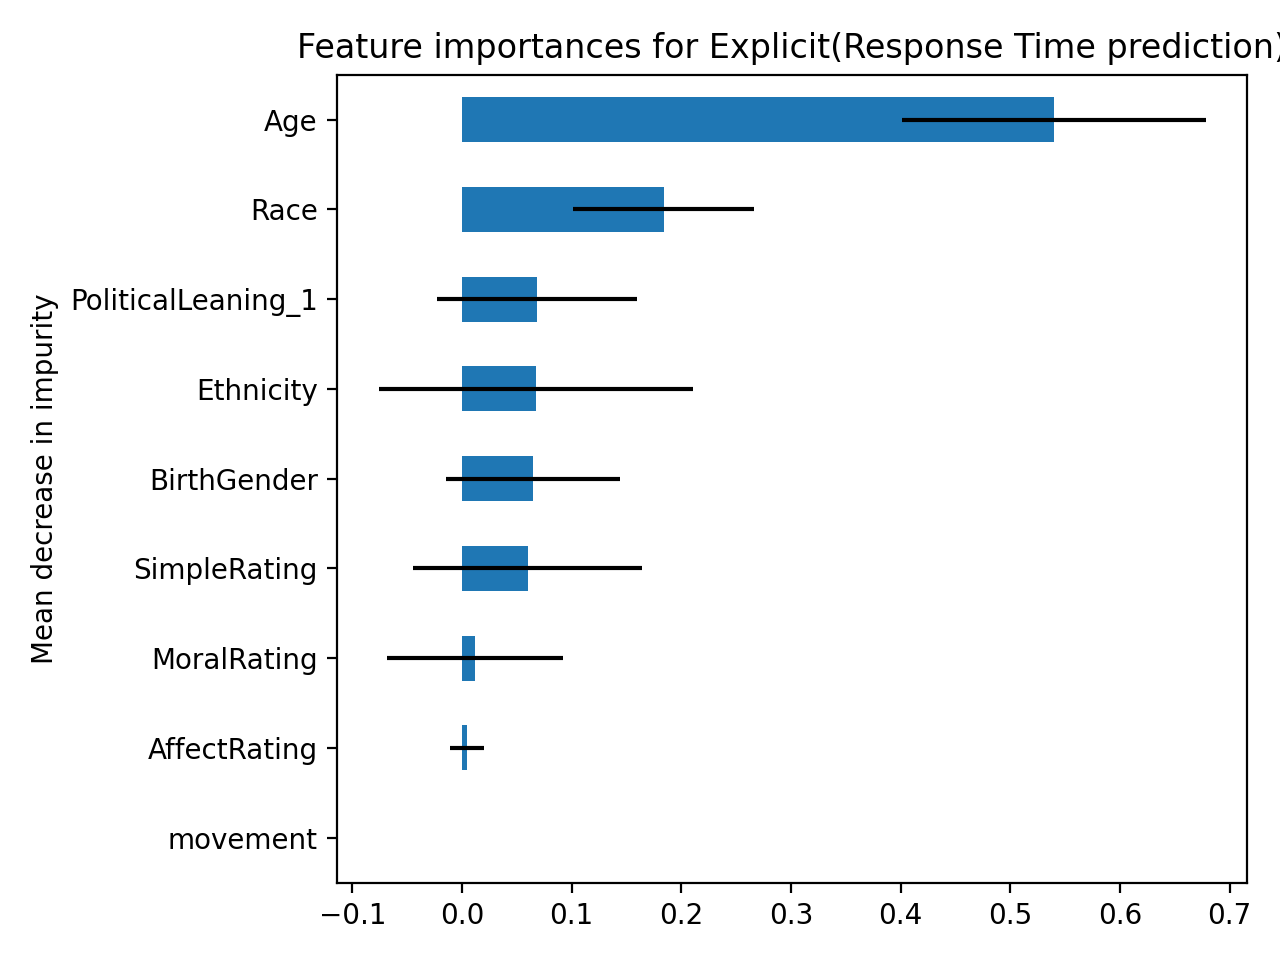 Feature importances for Explicit(Response Time prediction)
Mean decrease in impurity
Age
Race
PoliticalLeaning_1
Ethnicity
BirthGender
SimpleRating
MoralRating
AffectRating
movement
−0.1 0.0 0.1 0.2 0.3 0.4 0.5 0.6 0.7